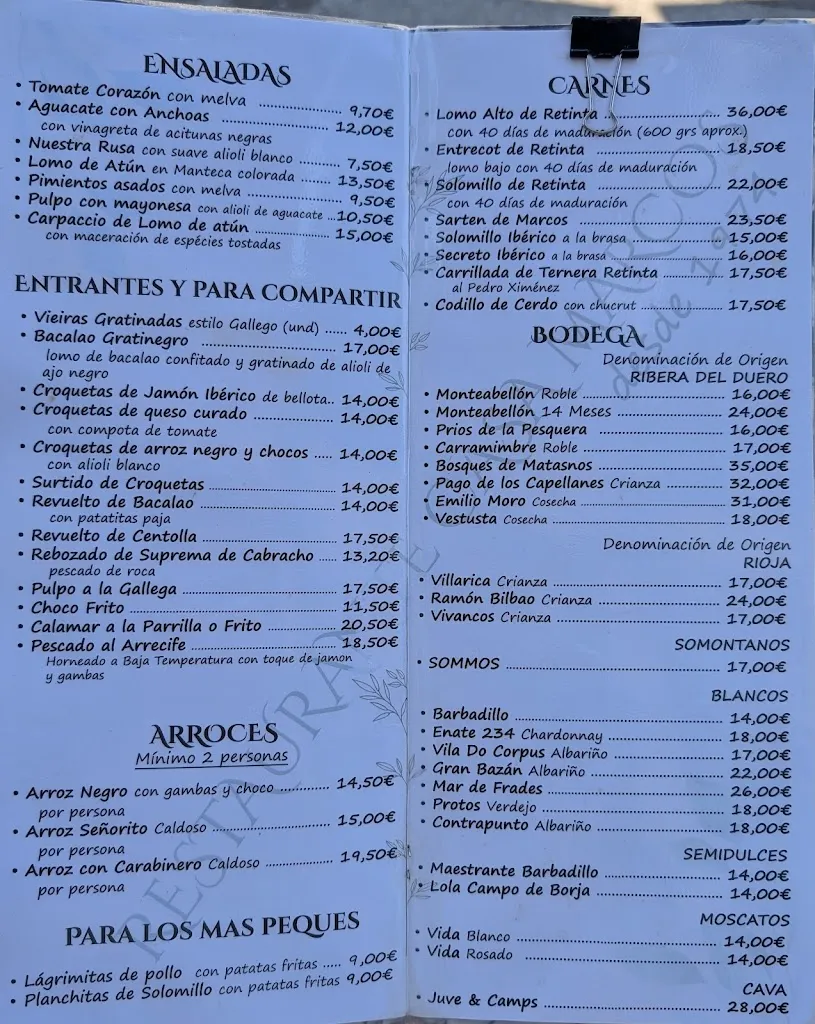 ENSALADAS
• Tomate Corazón con melva ........ 9,70€
• Aguacate con Anchoas ........ 12,00€
con vinagreta de acitunas negras
• Nuestra Rusa con suave alioli blanco ........ 7,50€
• Lomo de Atún en Manteca colorada ........ 13,50€
• Pimientos asados con melva ........ 9,50€
• Pulpo con mayonesa con alioli de aguacate ...10,50€
• Carpaccio de Lomo de atún ........ 15,00€
con maceración de espécies tostadas
ENTRANTES Y PARA COMPARTIR
• Vieiras Gratinadas estilo Gallego (und) ..... 4,00€
• Bacalao Gratinegro ........ 17,00€
lomo de bacalao confitado y gratinado de alioli de
ajo negro
• Croquetas de Jamón Ibérico de bellota.. 14,00€
• Croquetas de queso curado ........ 14,00€
con compota de tomate
• Croquetas de arroz negro y chocos .... 14,00€
con alioli blanco
• Surtido de Croquetas ........ 14,00€
• Revuelto de Bacalao ........ 14,00€
con patatitas paja
• Revuelto de Centolla ........ 17,50€
• Rebozado de Suprema de Cabracho .... 13,20€
pescado de roca
• Pulpo a la Gallega ........ 17,50€
• Choco Frito ........ 11,50€
• Calamar a la Parrilla o Frito ........ 20,50€
• Pescado al Arrecife ........ 18,50€
Horneado a Baja Temperatura con toque de jamon
y gambas
ARROCES
Mínimo 2 personas
• Arroz Negro con gambas y choco ........ 14,50€
por persona
• Arroz Señorito Caldoso ........ 15,00€
por persona
• Arroz con Carabinero Caldoso ........ 19,50€
por persona
PARA LOS MAS PEQUES
• Lágrimitas de pollo con patatas fritas ..... 9,00€
• Planchitas de Solomillo con patatas fritas 9,00€
CARNES
• Lomo Alto de Retinta ........ 36,00€
con 40 días de maduración (600 grs aprox.)
• Entrecot de Retinta ........ 18,50€
lomo bajo con 40 días de maduración
• Solomillo de Retinta ........ 22,00€
con 40 días de maduración
• Sarten de Marcos ........ 23,50€
• Solomillo Ibérico a la brasa ........ 15,00€
• Secreto Ibérico a la brasa ........ 16,00€
• Carrillada de Ternera Retinta ........ 17,50€
al Pedro Ximénez
• Codillo de Cerdo con chucrut ........ 17,50€
BODEGA
Denominación de Origen
RIBERA DEL DUERO
• Monteabellón Roble ........ 16,00€
• Monteabellón 14 Meses ........ 24,00€
• Prios de la Pesquera ........ 16,00€
• Carramimbre Roble ........ 17,00€
• Bosques de Matasnos ........ 35,00€
• Pago de los Capellanes Crianza ........ 32,00€
• Emilio Moro Cosecha ........ 31,00€
• Vestusta Cosecha ........ 18,00€
Denominación de Origen
RIOJA
• Villarica Crianza ........ 17,00€
• Ramón Bilbao Crianza ........ 24,00€
• Vivancos Crianza ........ 17,00€
SOMONTANOS
• SOMMOS ........ 17,00€
BLANCOS
• Barbadillo ........ 14,00€
• Enate 234 Chardonnay ........ 18,00€
• Vila Do Corpus Albariño ........ 17,00€
• Gran Bazán Albariño ........ 22,00€
• Mar de Frades ........ 26,00€
• Protos Verdejo ........ 18,00€
• Contrapunto Albariño ........ 18,00€
SEMIDULCES
• Maestrante Barbadillo ........ 14,00€
• Lola Campo de Borja ........ 14,00€
MOSCATOS
• Vida Blanco ........ 14,00€
• Vida Rosado ........ 14,00€
CAVA
• Juve & Camps ........ 28,00€
RESTAURANTE CASA MARCOS
desde 1974